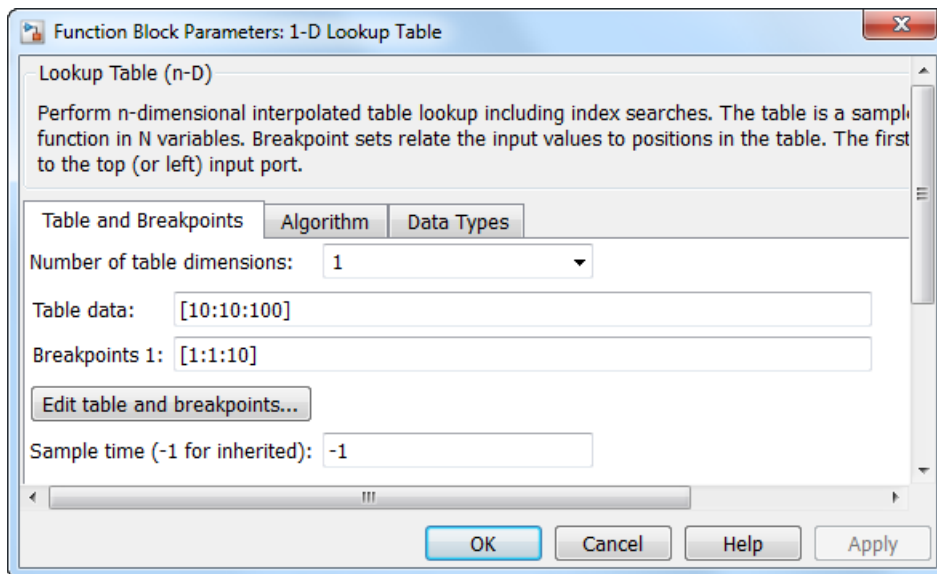 Function Block Parameters: 1-D Lookup Table
Lookup Table (n-D)
Perform n-dimensional interpolated table lookup including index searches. The table is a sample
function in N variables. Breakpoint sets relate the input values to positions in the table. The first
to the top (or left) input port.
Table and Breakpoints Algorithm Data Types
Number of table dimensions: 1
Table data: [10:10:100]
Breakpoints 1: [1:1:10]
Edit table and breakpoints...
Sample time (-1 for inherited): -1
OK Cancel Help Apply